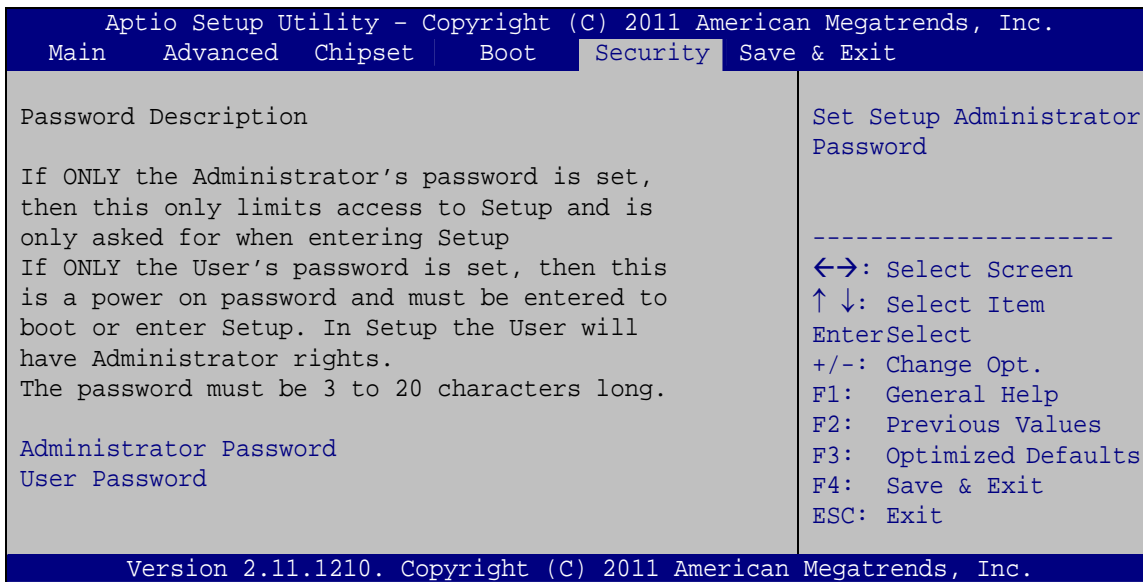 Aptio Setup Utility – Copyright (C) 2011 American Megatrends, Inc.
Main Advanced Chipset Boot Security Save & Exit
Password Description
If ONLY the Administrator’s password is set,
then this only limits access to Setup and is
only asked for when entering Setup
If ONLY the User’s password is set, then this
is a power on password and must be entered to
boot or enter Setup. In Setup the User will
have Administrator rights.
The password must be 3 to 20 characters long.
Administrator Password
User Password
Set Setup Administrator
Password
---------------------
←→: Select Screen
↑ ↓: Select Item
EnterSelect
+/-: Change Opt.
F1: General Help
F2: Previous Values
F3: Optimized Defaults
F4: Save & Exit
ESC: Exit
Version 2.11.1210. Copyright (C) 2011 American Megatrends, Inc.